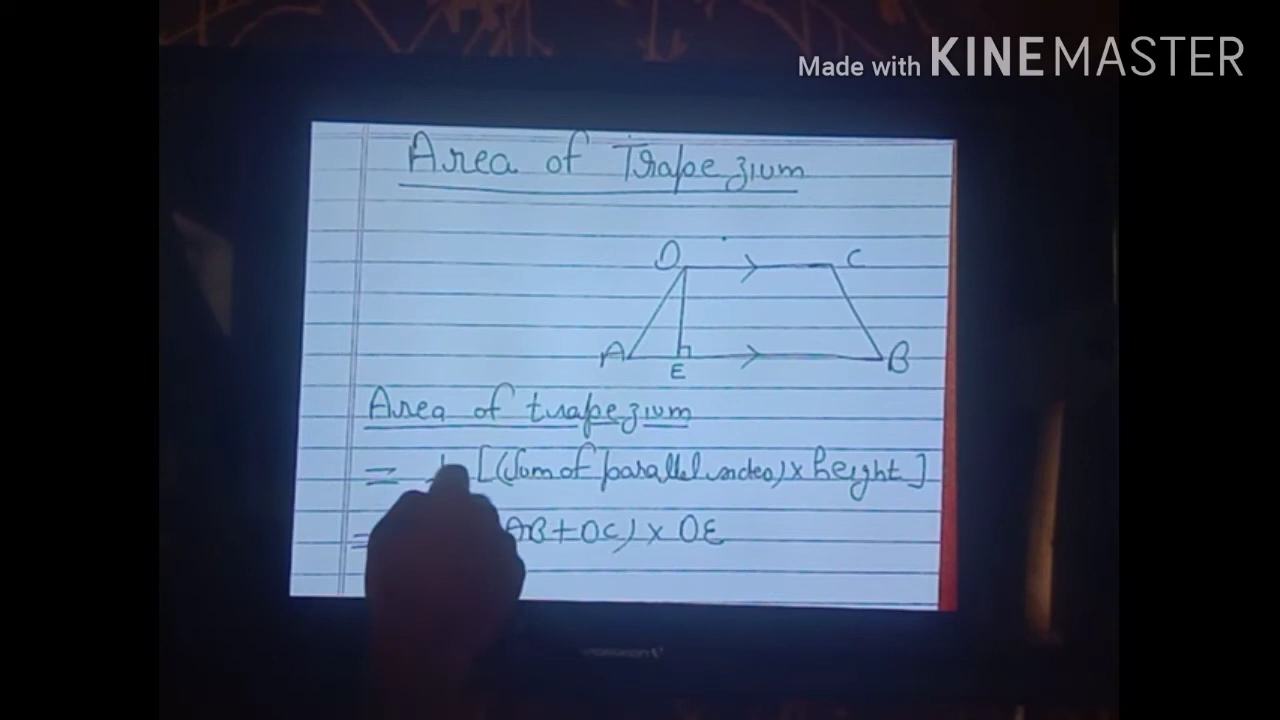 Made with KINEMASTER
Area of Trapezium
D C
A E B
Area of trapezium
= [(Sum of parallel sides) x height]
= AB+DC) x DE